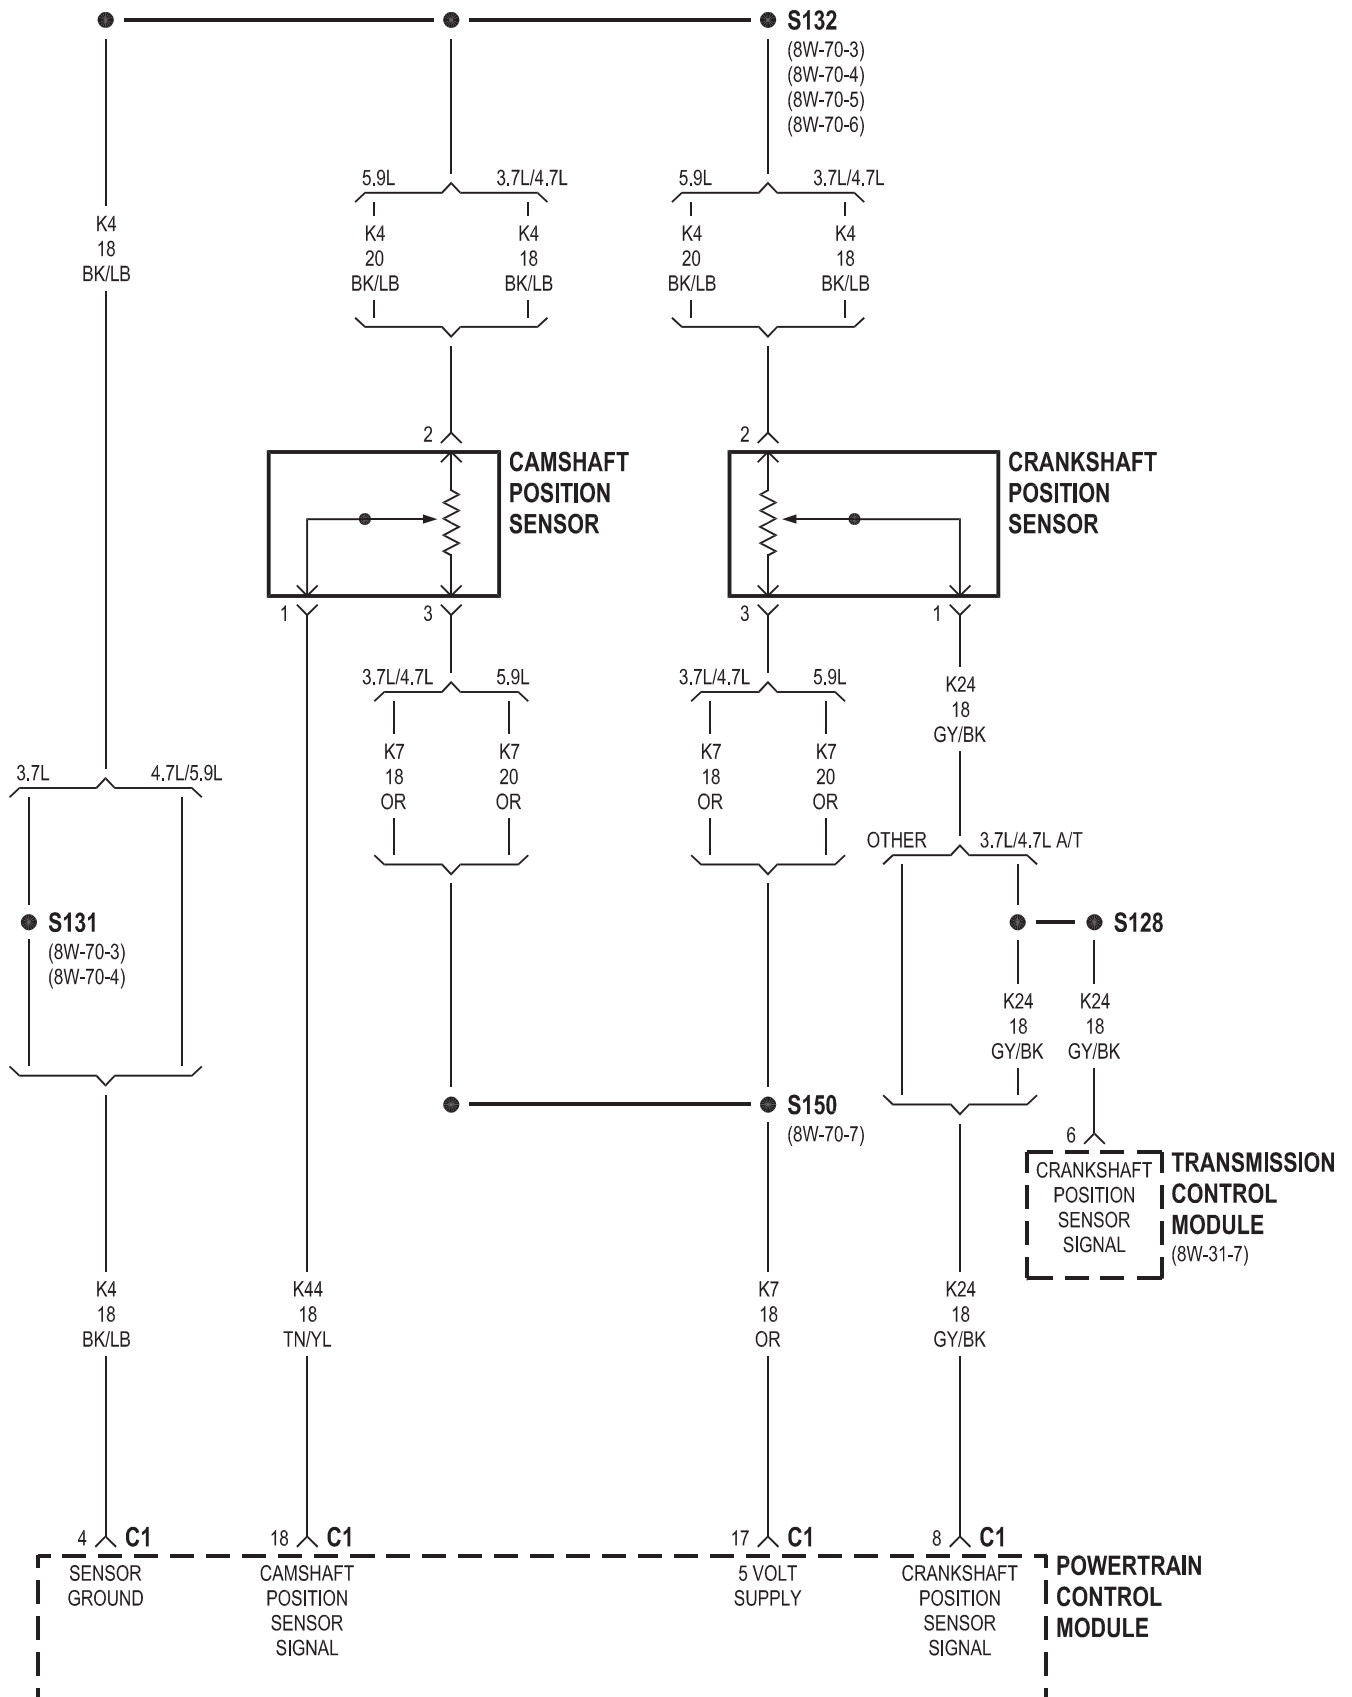 S132
(8W-70-3)
(8W-70-4)
(8W-70-5)
(8W-70-6)
5.9L
3.7L/4.7L
5.9L
3.7L/4.7L
K4
18
BK/LB
K4
20
BK/LB
K4
18
BK/LB
K4
20
BK/LB
K4
18
BK/LB
2
2
CAMSHAFT
POSITION
SENSOR
CRANKSHAFT
POSITION
SENSOR
1
3
3
1
3.7L/4.7L
5.9L
3.7L/4.7L
5.9L
K24
18
GY/BK
K7
18
OR
K7
20
OR
K7
18
OR
K7
20
OR
3.7L
4.7L/5.9L
OTHER
3.7L/4.7L A/T
S131
(8W-70-3)
(8W-70-4)
S128
K24
18
GY/BK
K24
18
GY/BK
S150
(8W-70-7)
6
CRANKSHAFT
POSITION
SENSOR
SIGNAL
TRANSMISSION
CONTROL
MODULE
(8W-31-7)
K4
18
BK/LB
K44
18
TN/YL
K7
18
OR
K24
18
GY/BK
4 C1
18 C1
17 C1
8 C1
SENSOR
GROUND
CAMSHAFT
POSITION
SENSOR
SIGNAL
5 VOLT
SUPPLY
CRANKSHAFT
POSITION
SENSOR
SIGNAL
POWERTRAIN
CONTROL
MODULE